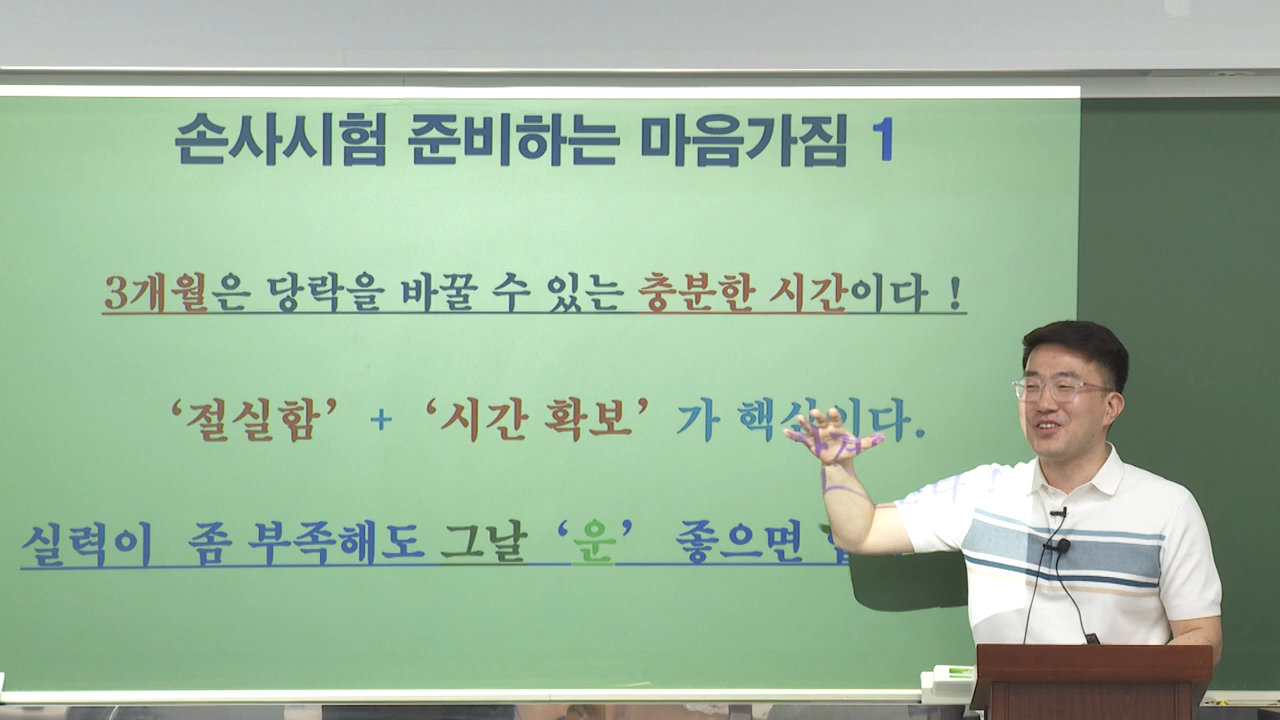 손사시험 준비하는 마음가짐 1
3개월은 당락을 바꿀 수 있는 충분한 시간이다 !
‘절실함’ + ‘시간 확보’ 가 핵심이다.
실력이 좀 부족해도 그날 ‘운’ 좋으면